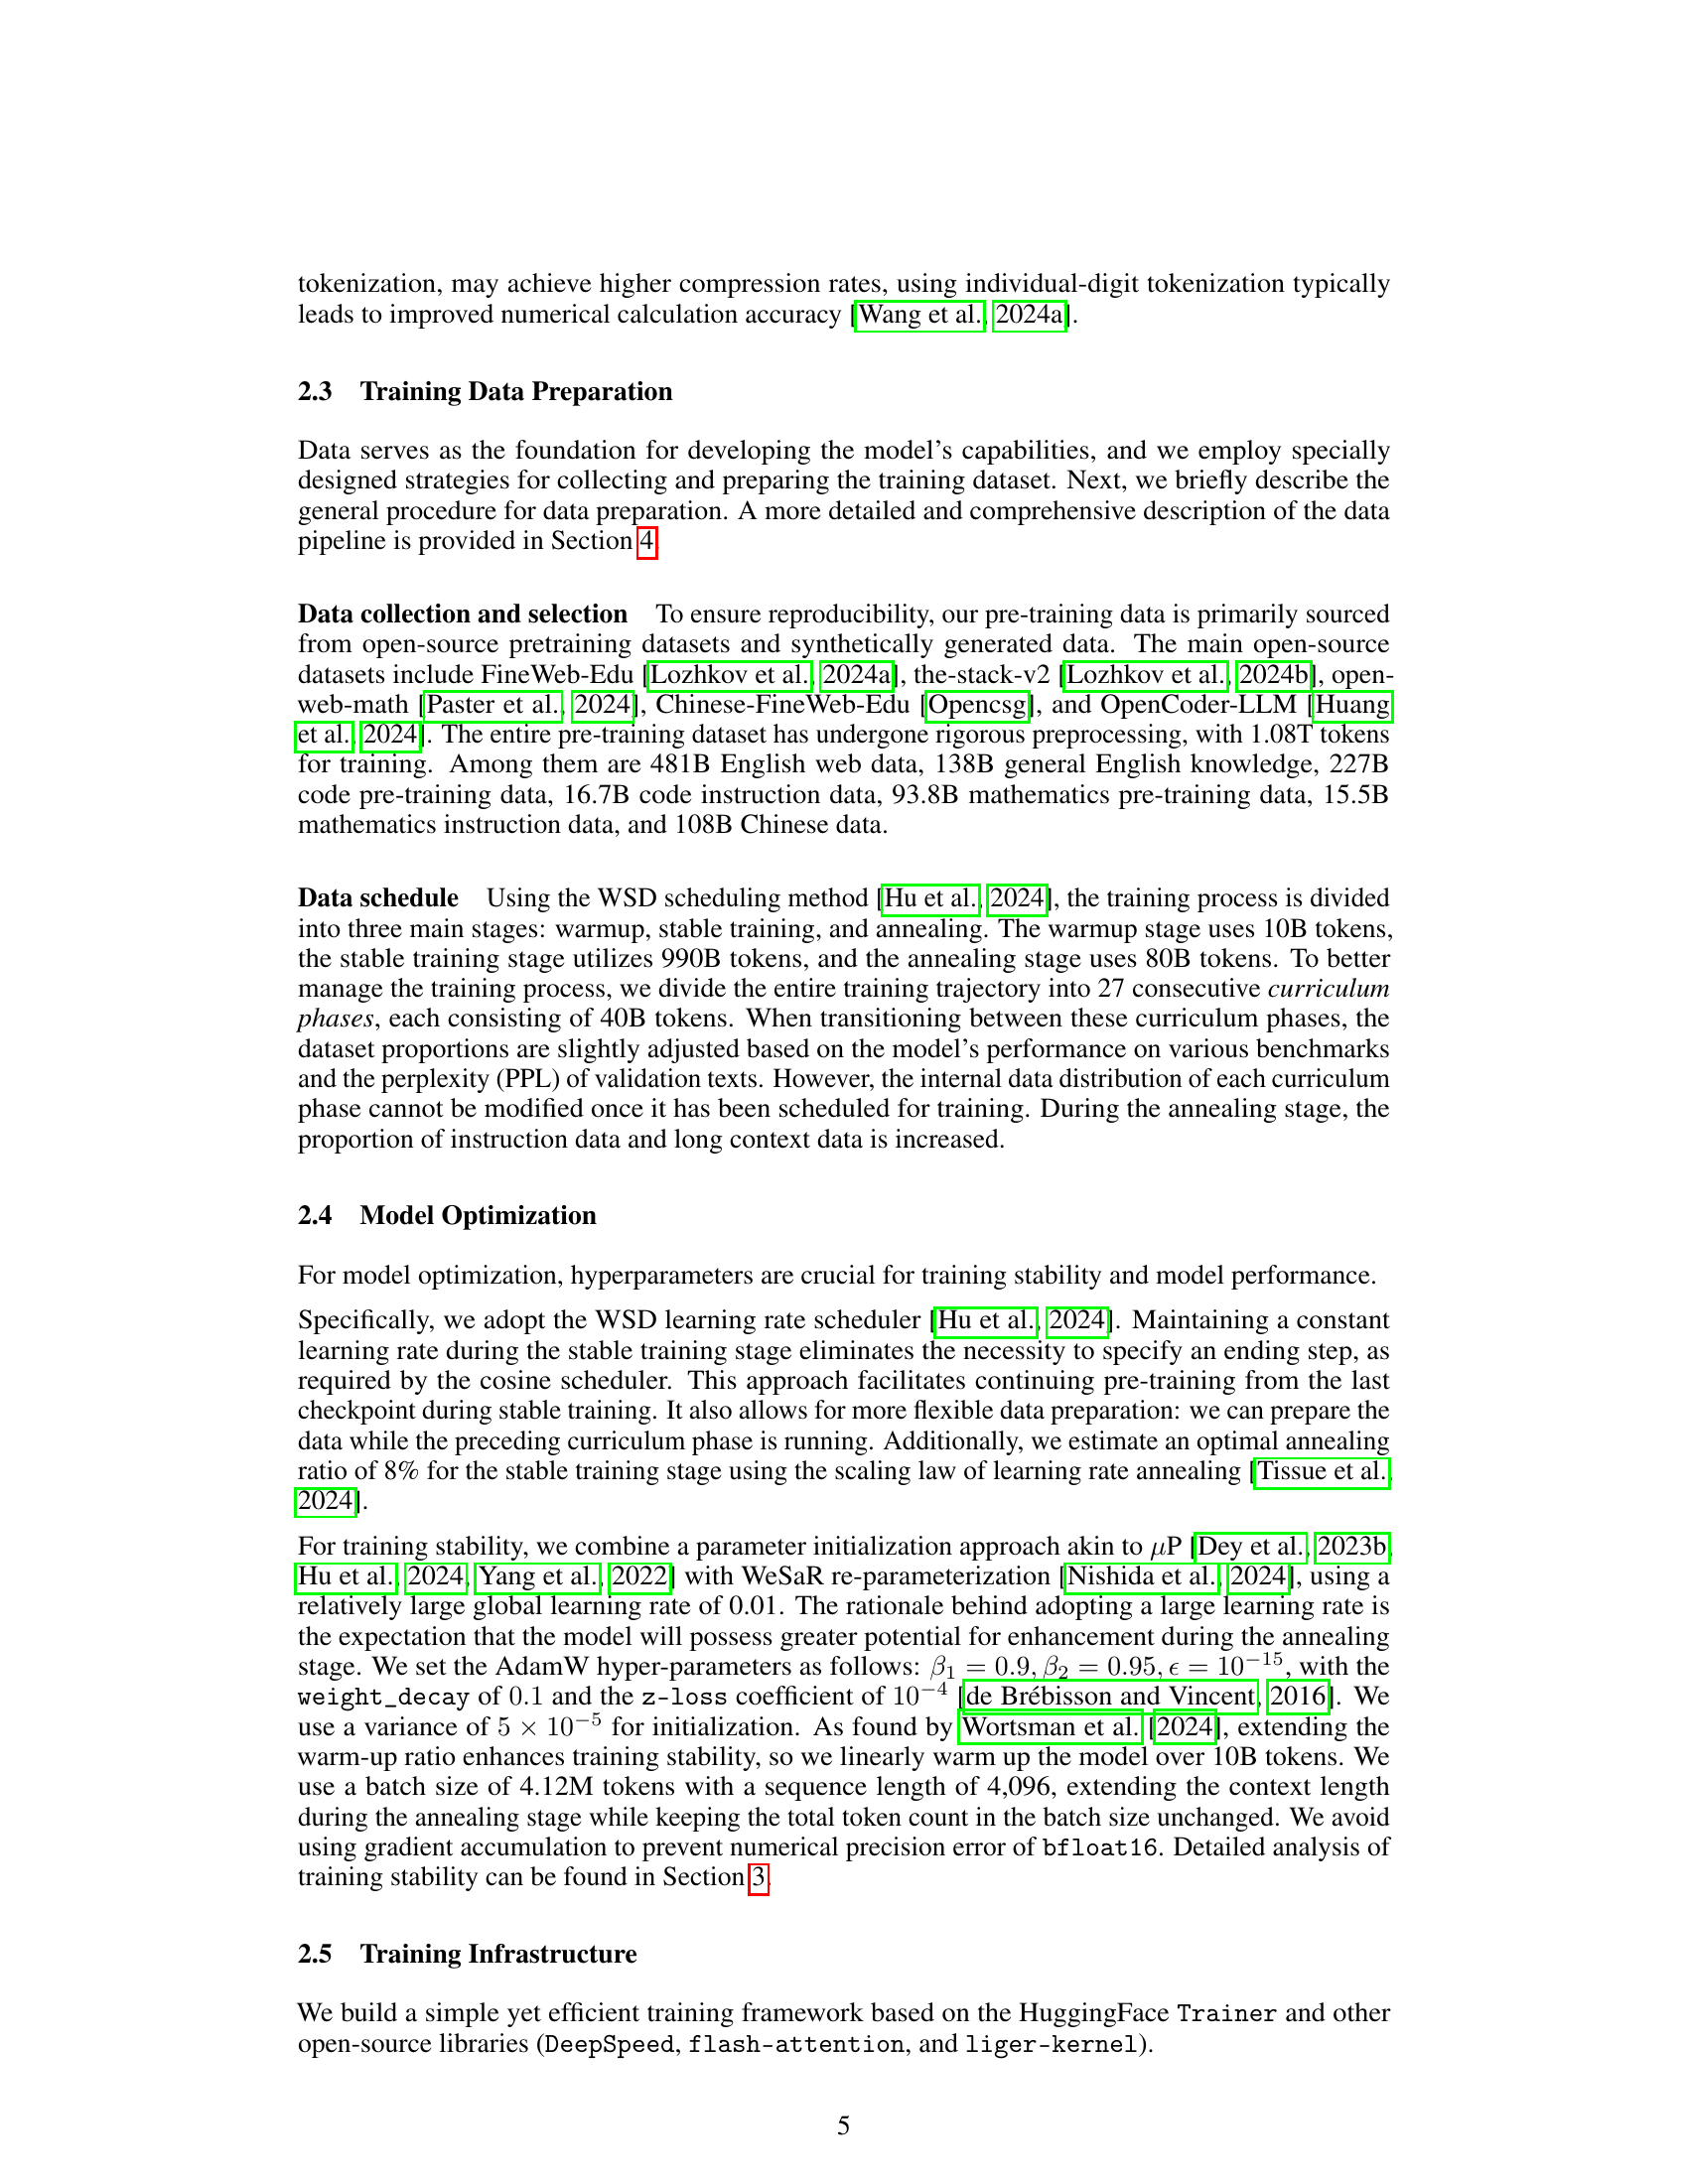 tokenization, may achieve higher compression rates, using individual-digit tokenization typically
leads to improved numerical calculation accuracy [Wang et al., 2024a].
2.3 Training Data Preparation
Data serves as the foundation for developing the model's capabilities, and we employ specially
designed strategies for collecting and preparing the training dataset. Next, we briefly describe the
general procedure for data preparation. A more detailed and comprehensive description of the data
pipeline is provided in Section 4.
Data collection and selection To ensure reproducibility, our pre-training data is primarily sourced
from open-source pretraining datasets and synthetically generated data. The main open-source
datasets include FineWeb-Edu [Lozhkov et al., 2024a], the-stack-v2 [Lozhkov et al., 2024b], open-
web-math [Paster et al., 2024], Chinese-FineWeb-Edu [Opencsg], and OpenCoder-LLM [Huang
et al., 2024]. The entire pre-training dataset has undergone rigorous preprocessing, with 1.08T tokens
for training. Among them are 481B English web data, 138B general English knowledge, 227B
code pre-training data, 16.7B code instruction data, 93.8B mathematics pre-training data, 15.5B
mathematics instruction data, and 108B Chinese data.
Data schedule Using the WSD scheduling method [Hu et al., 2024], the training process is divided
into three main stages: warmup, stable training, and annealing. The warmup stage uses 10B tokens,
the stable training stage utilizes 990B tokens, and the annealing stage uses 80B tokens. To better
manage the training process, we divide the entire training trajectory into 27 consecutive curriculum
phases, each consisting of 40B tokens. When transitioning between these curriculum phases, the
dataset proportions are slightly adjusted based on the model's performance on various benchmarks
and the perplexity (PPL) of validation texts. However, the internal data distribution of each curriculum
phase cannot be modified once it has been scheduled for training. During the annealing stage, the
proportion of instruction data and long context data is increased.
2.4 Model Optimization
For model optimization, hyperparameters are crucial for training stability and model performance.
Specifically, we adopt the WSD learning rate scheduler [Hu et al., 2024]. Maintaining a constant
learning rate during the stable training stage eliminates the necessity to specify an ending step, as
required by the cosine scheduler. This approach facilitates continuing pre-training from the last
checkpoint during stable training. It also allows for more flexible data preparation: we can prepare the
data while the preceding curriculum phase is running. Additionally, we estimate an optimal annealing
ratio of 8% for the stable training stage using the scaling law of learning rate annealing [Tissue et al.,
2024].
For training stability, we combine a parameter initialization approach akin to μP [Dey et al., 2023b,
Hu et al., 2024, Yang et al., 2022] with WeSaR re-parameterization [Nishida et al., 2024], using a
relatively large global learning rate of 0.01. The rationale behind adopting a large learning rate is
the expectation that the model will possess greater potential for enhancement during the annealing
stage. We set the AdamW hyper-parameters as follows: β₁ = 0.9, β₂ = 0.95, ϵ = 10⁻¹⁵, with the
weight_decay of 0.1 and the z-loss coefficient of 10⁻⁴ [de Brébisson and Vincent, 2016]. We
use a variance of 5 × 10⁻⁵ for initialization. As found by Wortsman et al. [2024], extending the
warm-up ratio enhances training stability, so we linearly warm up the model over 10B tokens. We
use a batch size of 4.12M tokens with a sequence length of 4,096, extending the context length
during the annealing stage while keeping the total token count in the batch size unchanged. We avoid
using gradient accumulation to prevent numerical precision error of bfloat16. Detailed analysis of
training stability can be found in Section 3.
2.5 Training Infrastructure
We build a simple yet efficient training framework based on the HuggingFace Trainer and other
open-source libraries (DeepSpeed, flash-attention, and liger-kernel).
5